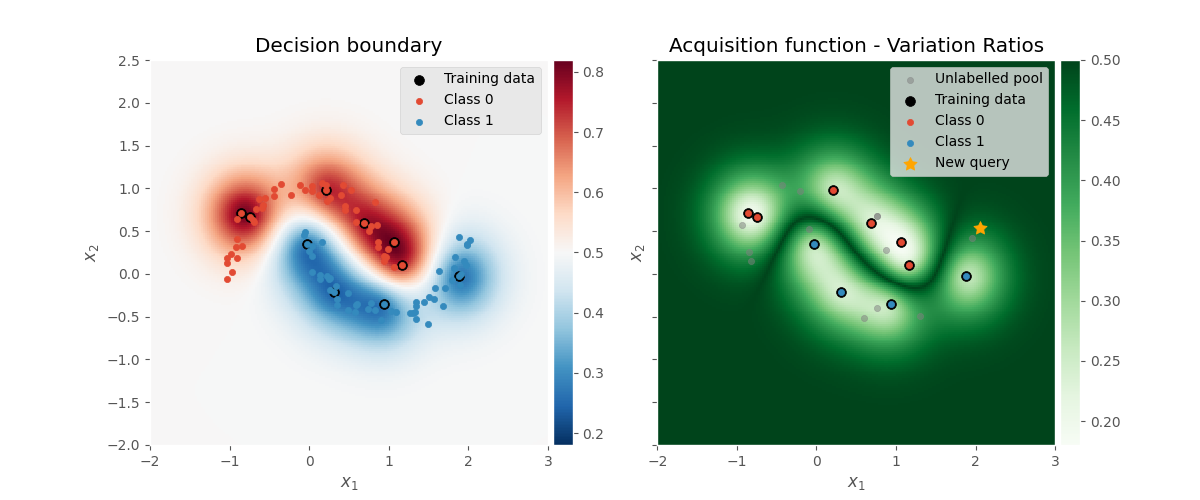 Decision boundary
Training data
Class 0
Class 1
2.5
2.0
1.5
1.0
0.5
0.0
−0.5
−1.0
−1.5
−2.0
x₂
−2
−1
0
1
2
3
x₁
0.8
0.7
0.6
0.5
0.4
0.3
0.2
Acquisition function - Variation Ratios
Unlabelled pool
Training data
Class 0
Class 1
New query
x₂
−2
−1
0
1
2
3
x₁
0.50
0.45
0.40
0.35
0.30
0.25
0.20